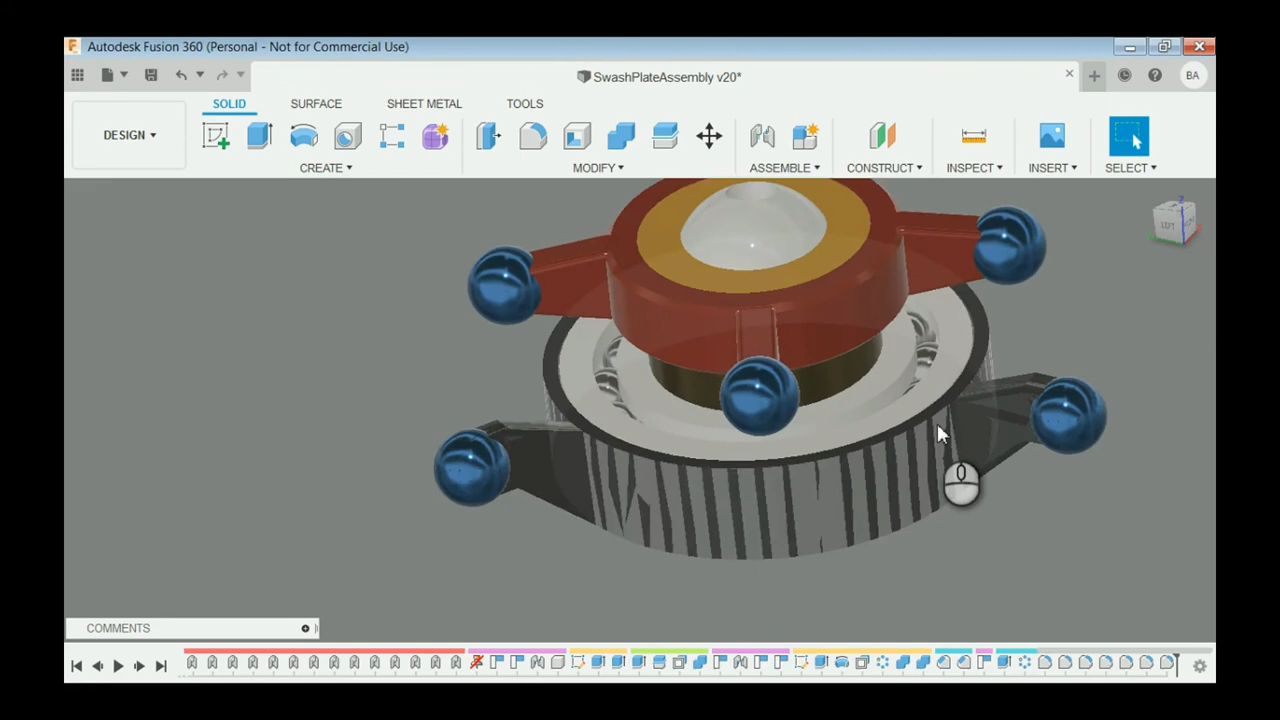 Autodesk Fusion 360 (Personal - Not for Commercial Use)
SwashPlateAssembly v20*
BA
DESIGN
SOLID
SURFACE
SHEET METAL
TOOLS
CREATE
MODIFY
ASSEMBLE
CONSTRUCT
INSPECT
INSERT
SELECT
Z
COMMENTS